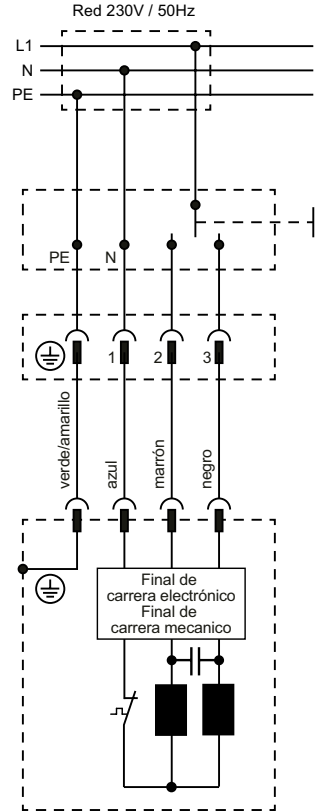 Red 230V / 50Hz
L1
N
PE
PE N
1 2 3
verde/amarillo
azul
marrón
negro
Final de
carrera electrónico
Final de
carrera mecanico